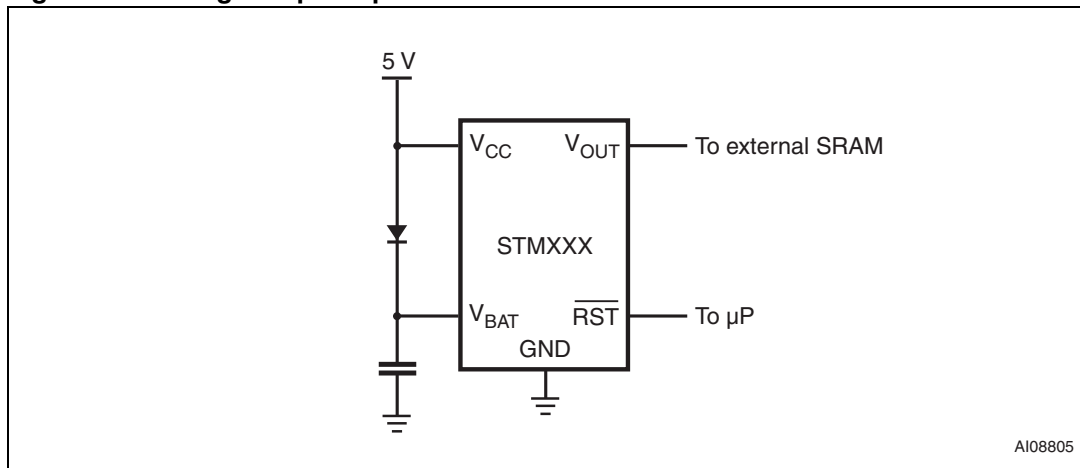 5 V
VCC
VOUT
To external SRAM
STMXXX
VBAT
RST
To µP
GND
AI08805